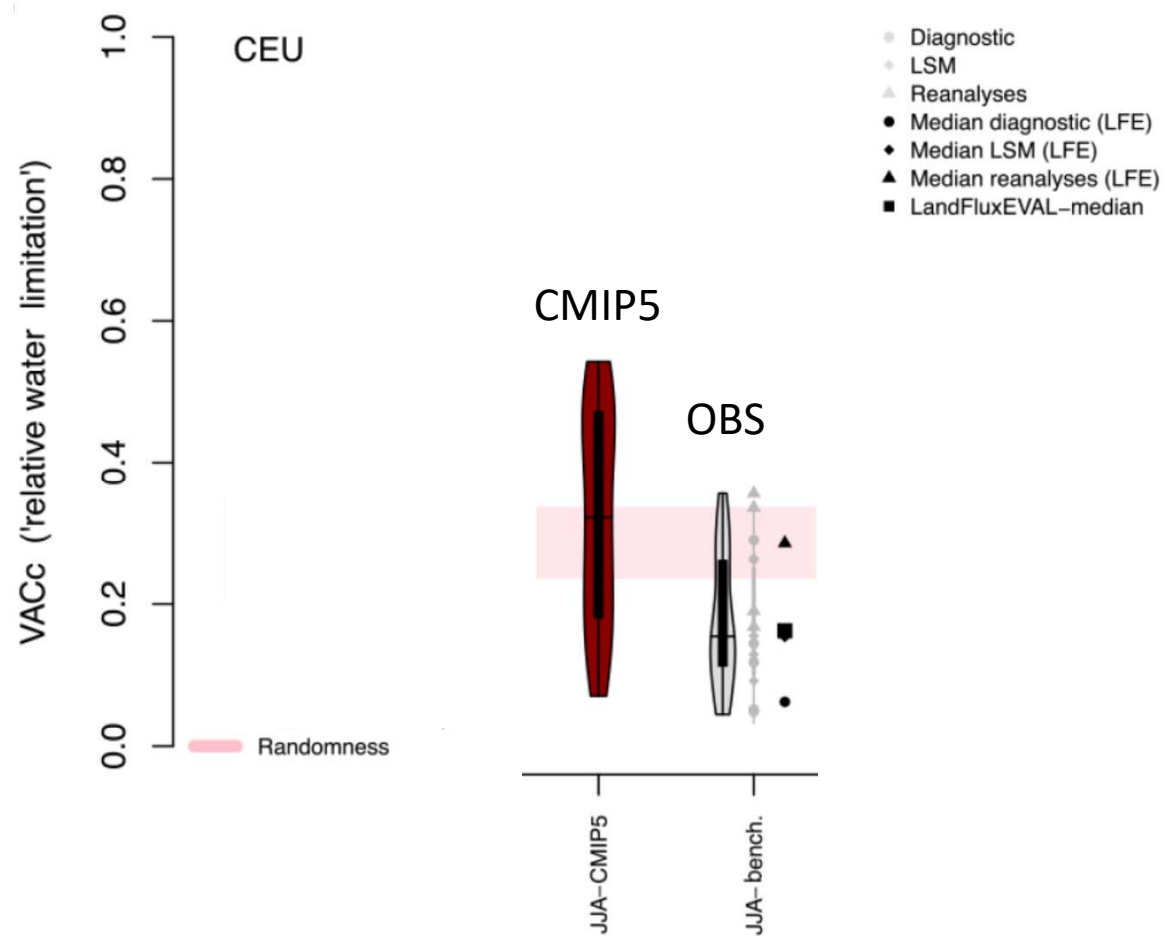 1.0
0.8
0.6
0.4
0.2
0.0
VACc ('relative water limitation')
CEU
Diagnostic
LSM
Reanalyses
Median diagnostic (LFE)
Median LSM (LFE)
Median reanalyses (LFE)
LandFluxEVAL−median
CMIP5
OBS
Randomness
JJA−CMIP5
JJA−bench.